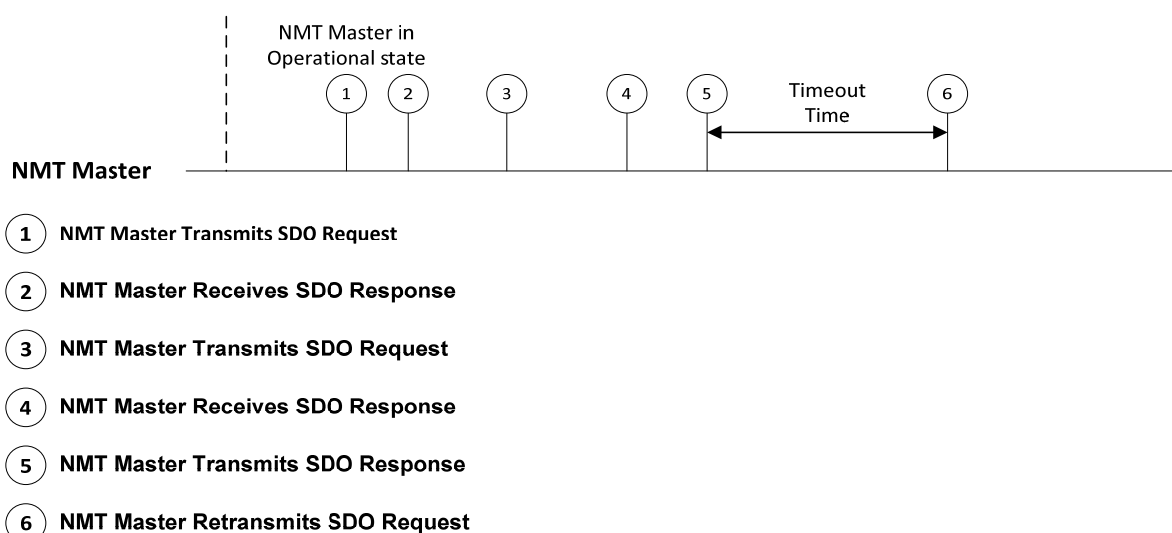 NMT Master in
Operational state
1 2 3 4 5 6
Timeout
Time
NMT Master
1 NMT Master Transmits SDO Request
2 NMT Master Receives SDO Response
3 NMT Master Transmits SDO Request
4 NMT Master Receives SDO Response
5 NMT Master Transmits SDO Response
6 NMT Master Retransmits SDO Request